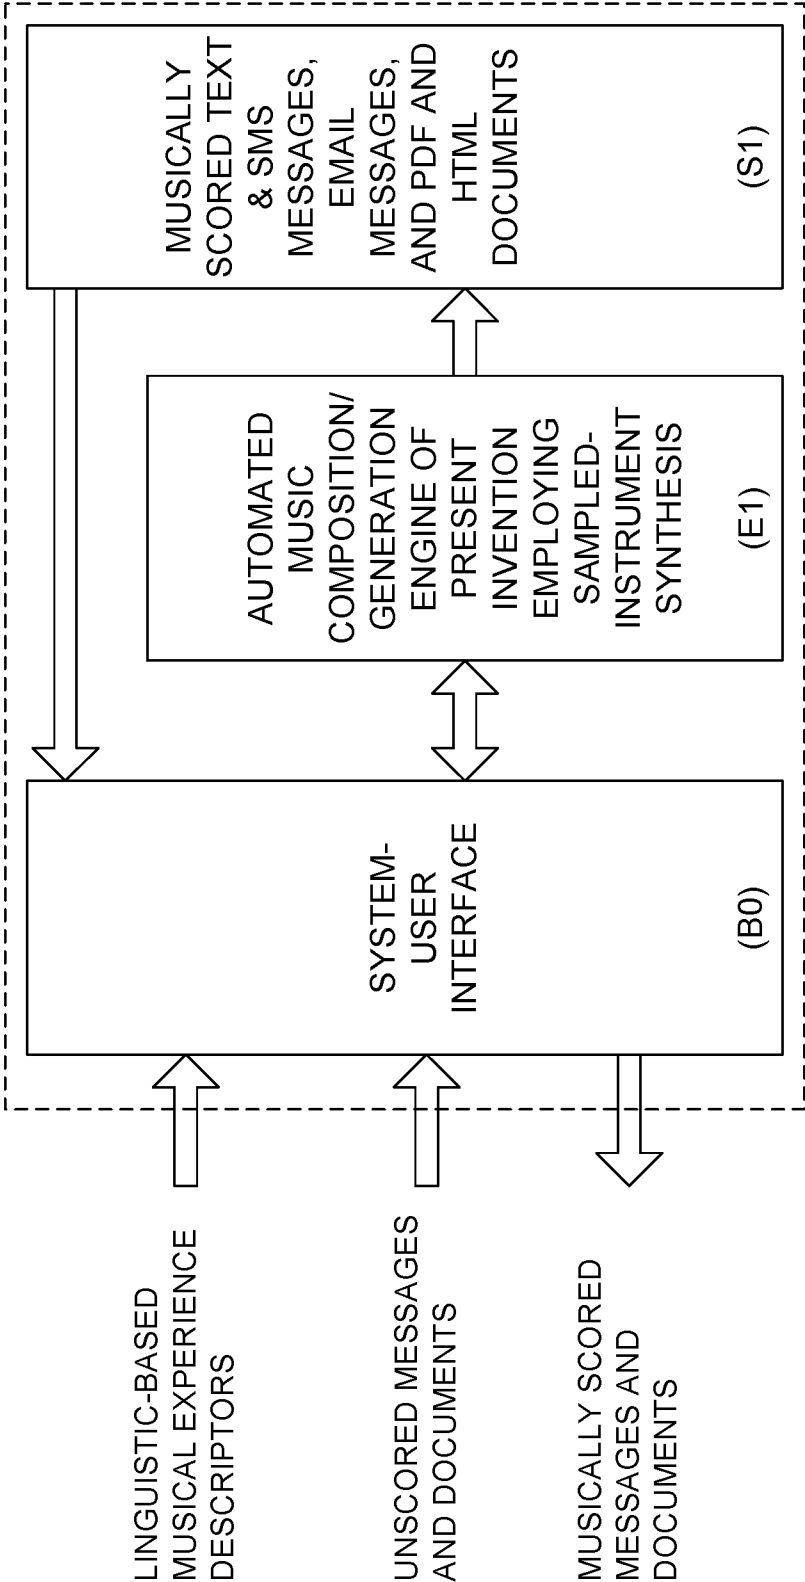 LINGUISTIC-BASED
MUSICAL EXPERIENCE
DESCRIPTORS
UNSCORED MESSAGES
AND DOCUMENTS
MUSICALLY SCORED
MESSAGES AND
DOCUMENTS
SYSTEM-
USER
INTERFACE
(B0)
AUTOMATED
MUSIC
COMPOSITION/
GENERATION
ENGINE OF
PRESENT
INVENTION
EMPLOYING
SAMPLED-
INSTRUMENT
SYNTHESIS
(E1)
MUSICALLY
SCORED TEXT
& SMS
MESSAGES,
EMAIL
MESSAGES,
AND PDF AND
HTML
DOCUMENTS
(S1)